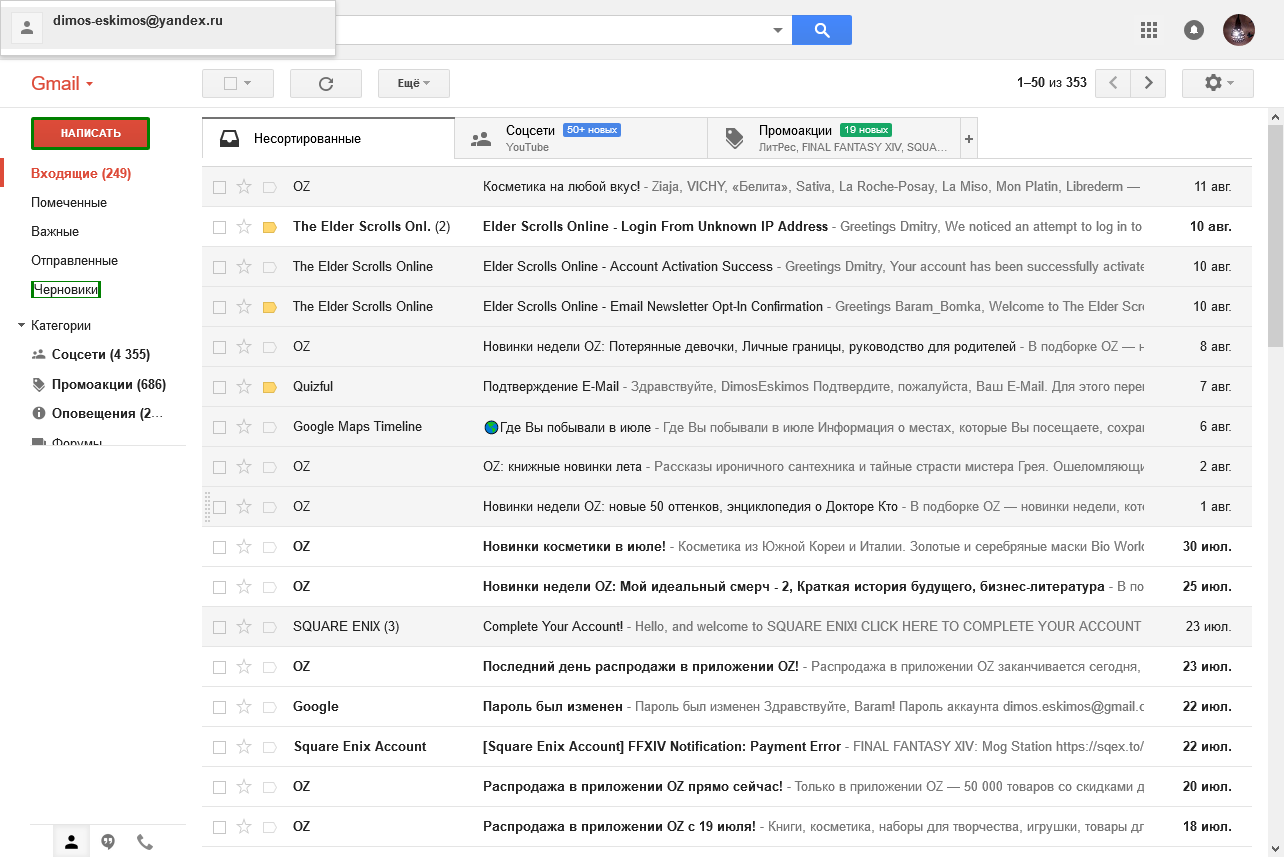 dimos-eskimos@yandex.ru
Gmail
Ещё
1–50 из 353
НАПИСАТЬ
Входящие (249)
Помеченные
Важные
Отправленные
Черновики
Категории
Соцсети (4 355)
Промоакции (686)
Оповещения (2...
Форумы
Несортированные
Соцсети 50+ новых
YouTube
Промоакции 19 новых
ЛитРес, FINAL FANTASY XIV, SQUA...
+
OZ Косметика на любой вкус! - Ziaja, VICHY, «Белита», Sativa, La Roche-Posay, La Miso, Mon Platin, Librederm — 11 авг.
The Elder Scrolls Onl. (2) Elder Scrolls Online - Login From Unknown IP Address - Greetings Dmitry, We noticed an attempt to log in to 10 авг.
The Elder Scrolls Online Elder Scrolls Online - Account Activation Success - Greetings Dmitry, Your account has been successfully activate 10 авг.
The Elder Scrolls Online Elder Scrolls Online - Email Newsletter Opt-In Confirmation - Greetings Baram_Bomka, Welcome to The Elder Scr 10 авг.
OZ Новинки недели OZ: Потерянные девочки, Личные границы, руководство для родителей - В подборке OZ — н 8 авг.
Quizful Подтверждение E-Mail - Здравствуйте, DimosEskimos Подтвердите, пожалуйста, Ваш E-Mail. Для этого пере 7 авг.
Google Maps Timeline Где Вы побывали в июле - Где Вы побывали в июле Информация о местах, которые Вы посещаете, сохра 6 авг.
OZ OZ: книжные новинки лета - Рассказы ироничного сантехника и тайные страсти мистера Грея. Ошеломляющи 2 авг.
OZ Новинки недели OZ: новые 50 оттенков, энциклопедия о Докторе Кто - В подборке OZ — новинки недели, кот 1 авг.
OZ Новинки косметики в июле! - Косметика из Южной Кореи и Италии. Золотые и серебряные маски Bio Worl 30 июл.
OZ Новинки недели OZ: Мой идеальный смерч - 2, Краткая история будущего, бизнес-литература - В по 25 июл.
SQUARE ENIX (3) Complete Your Account! - Hello, and welcome to SQUARE ENIX! CLICK HERE TO COMPLETE YOUR ACCOUNT 23 июл.
OZ Последний день распродажи в приложении OZ! - Распродажа в приложении OZ заканчивается сегодня, 23 июл.
Google Пароль был изменен - Пароль был изменен Здравствуйте, Baram! Пароль аккаунта dimos.eskimos@gmail.c 22 июл.
Square Enix Account [Square Enix Account] FFXIV Notification: Payment Error - FINAL FANTASY XIV: Mog Station https://sqex.to/ 22 июл.
OZ Распродажа в приложении OZ прямо сейчас! - Только в приложении OZ — 50 000 товаров со скидками д 20 июл.
OZ Распродажа в приложении OZ с 19 июля! - Книги, косметика, наборы для творчества, игрушки, товары дл 18 июл.